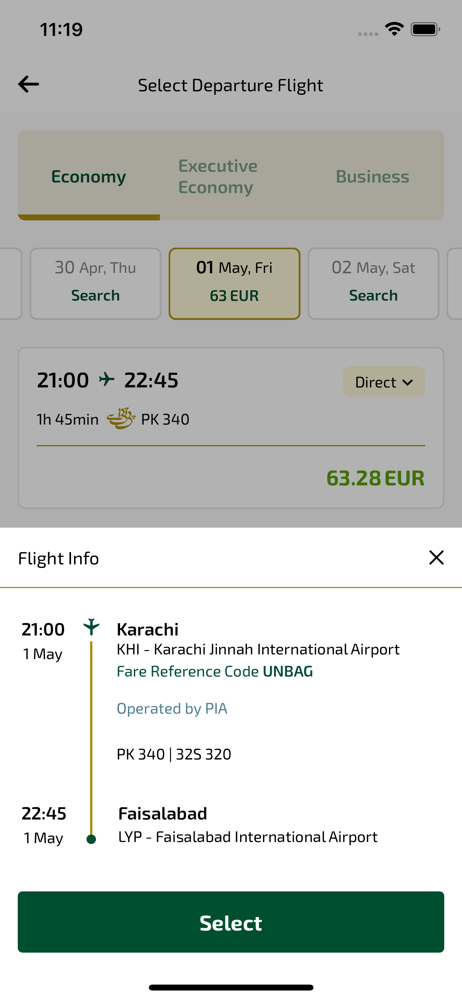 11:19
Select Departure Flight
Economy
Executive
Economy
Business
30 Apr, Thu
Search
01 May, Fri
63 EUR
02 May, Sat
Search
21:00 22:45
Direct
1h 45min PK 340
63.28 EUR
Flight Info
21:00
1 May
Karachi
KHI - Karachi Jinnah International Airport
Fare Reference Code UNBAG
Operated by PIA
PK 340 | 32S 320
22:45
1 May
Faisalabad
LYP - Faisalabad International Airport
Select